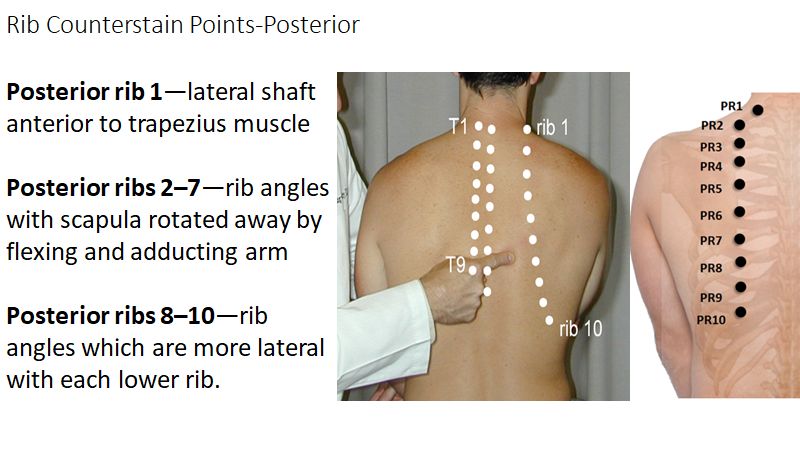 Rib Counterstain Points-Posterior
Posterior rib 1—lateral shaft
anterior to trapezius muscle
Posterior ribs 2–7—rib angles
with scapula rotated away by
flexing and adducting arm
Posterior ribs 8–10—rib
angles which are more lateral
with each lower rib.
T1
rib 1
T9
rib 10
PR1
PR2
PR3
PR4
PR5
PR6
PR7
PR8
PR9
PR10